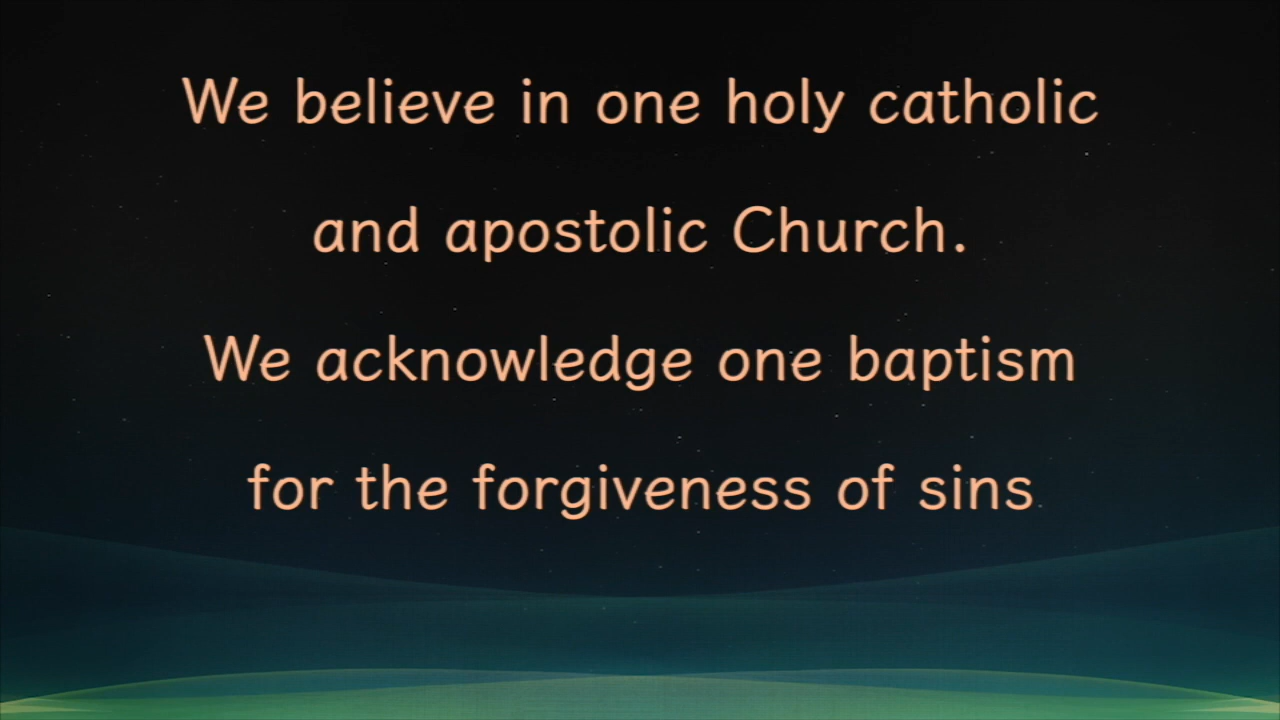 We believe in one holy catholic
and apostolic Church.
We acknowledge one baptism
for the forgiveness of sins